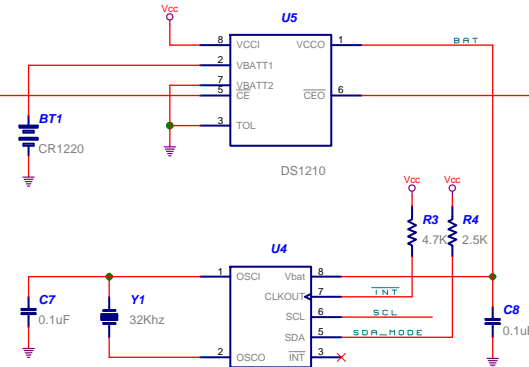 Vcc
U5
8 VCCI VCCO 1 BAT
2 VBATT1
7 VBATT2
5 CE CEO 6
3 TOL
BT1
CR1220
DS1210
Vcc Vcc
R3 R4
4.7K 2.5K
U4
1 OSCI Vbat 8
CLKOUT 7 INT
SCL 6 SCL
SDA 5 SDA_MODE
2 OSCO INT 3
C7
0.1uF
Y1
32Khz
C8
0.1uF